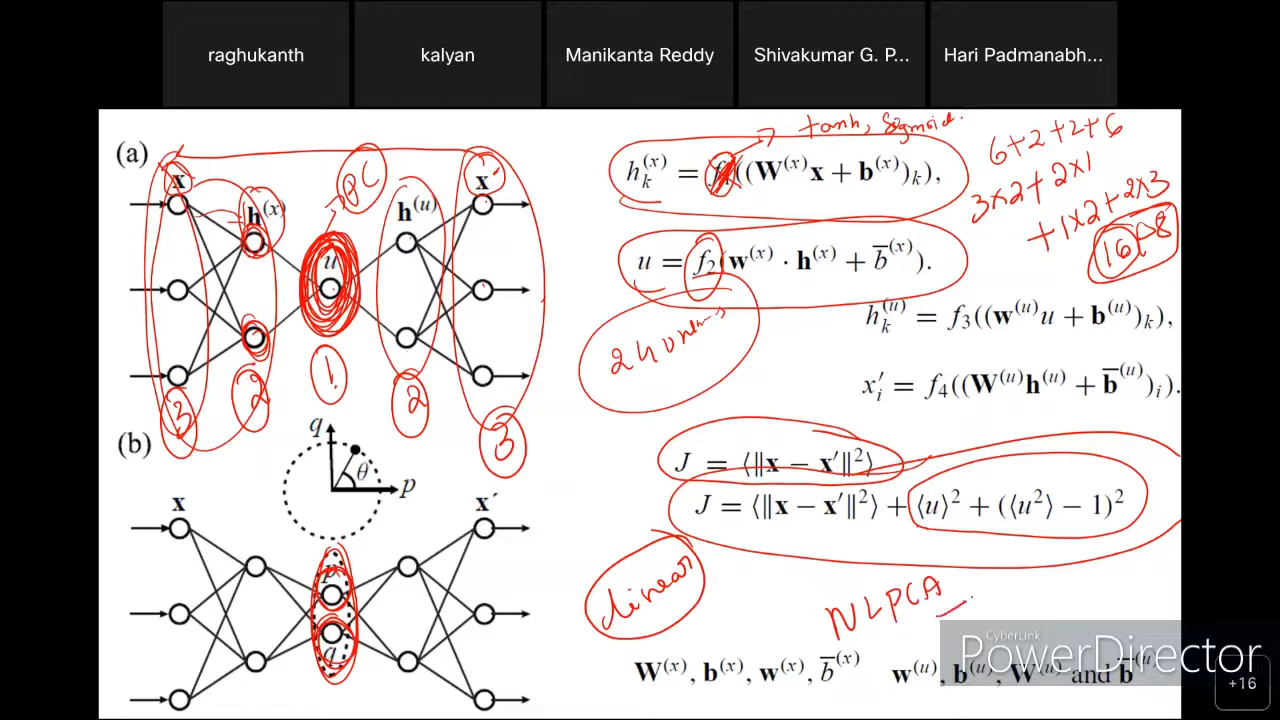 raghukanth kalyan Manikanta Reddy Shivakumar G. P... Hari Padmanabh...
(a) x h^(x) u h^(u) x′
PC
3 2 1 2 3
h_k^(x) = f((W^(x)x + b^(x))_k),
tanh, sigmoid.
u = f_2(w^(x) · h^(x) + b̅^(x)).
6+2+2+6
3×2+2×1
+1×2+2×3
16 8
h_k^(u) = f_3((w^(u)u + b^(u))_k),
x′_i = f_4((W^(u)h^(u) + b̅^(u))_i).
J = ⟨‖x − x′‖²⟩
J = ⟨‖x − x′‖²⟩ + ⟨u⟩² + (⟨u²⟩ − 1)²
linear
NLPCA
(b) q θ p
x p q x′
W^(x), b^(x), w^(x), b̅^(x) w^(u), b^(u), W^(u) and b̅^(u)
CyberLink
PowerDirector
+16